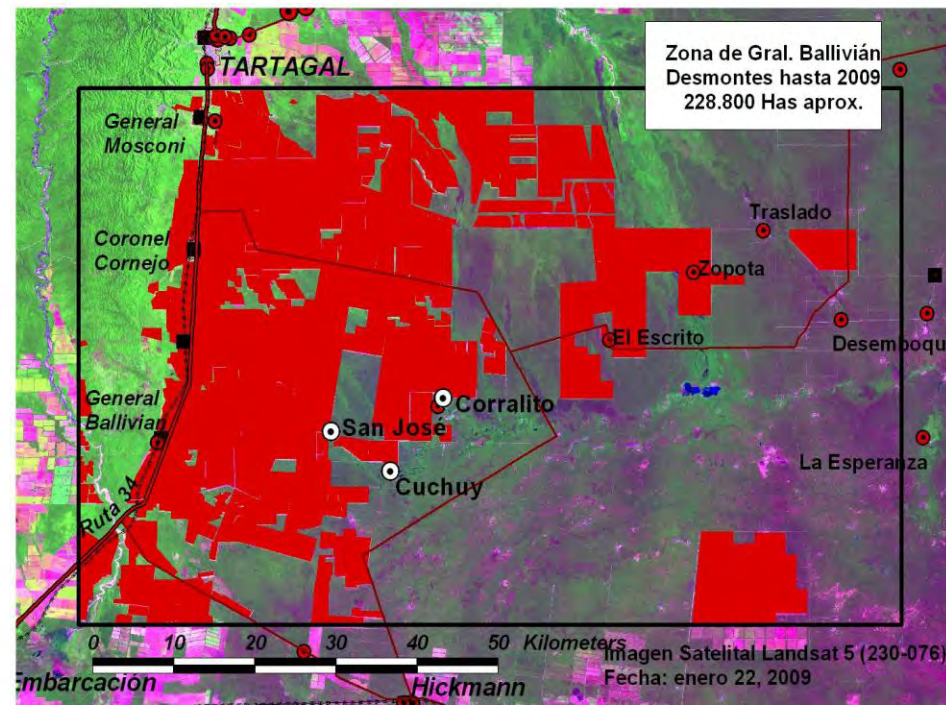 Zona de Gral. Ballivián
Desmontes hasta 2009
228.800 Has aprox.
TARTAGAL
General
Mosconi
Coronel
Cornejo
Traslado
Zopota
El Escrito
Desemboqu
General
Ballivian
Corralito
San José
Cuchuy
La Esperanza
Ruta 34
0 10 20 30 40 50 Kilometers
Imagen Satelital Landsat 5 (230-076)
Fecha: enero 22, 2009
Embarcación
Hickmann